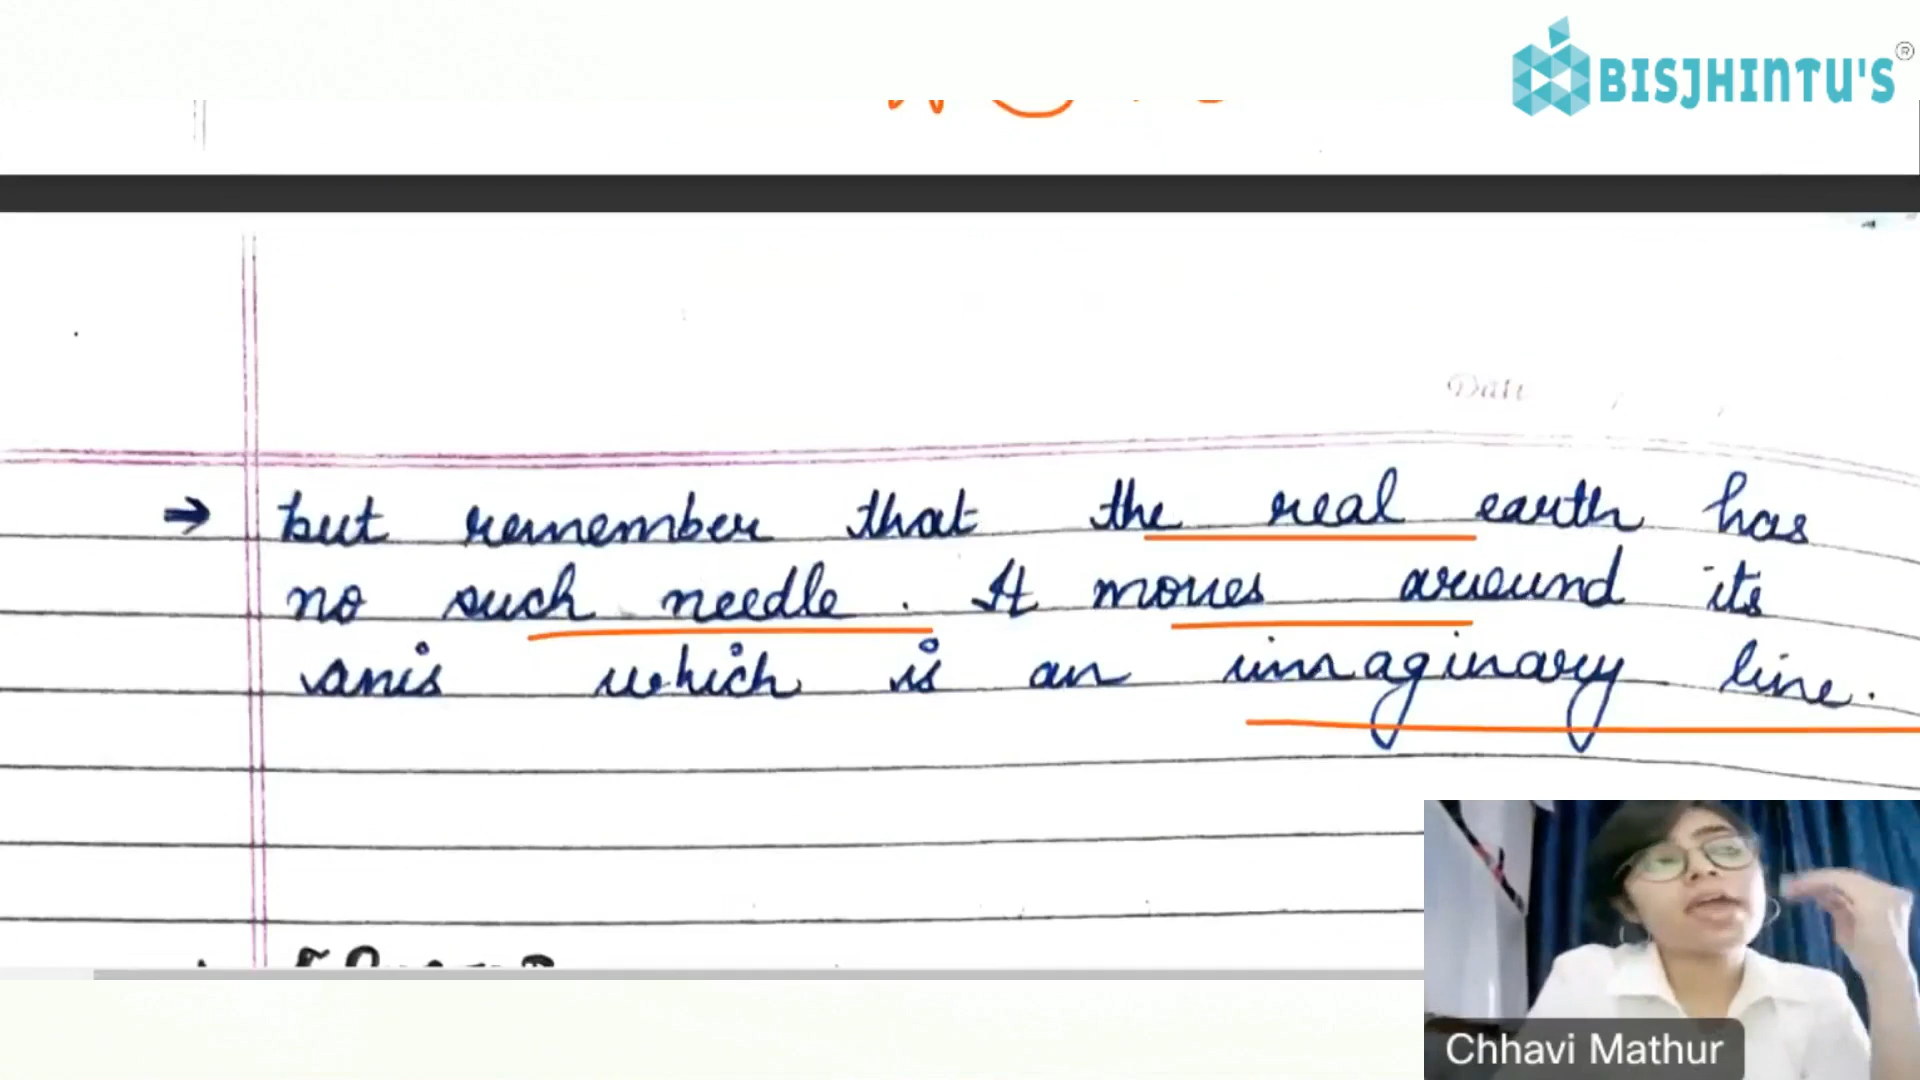 BISJHINTU'S ®
Date
→ but remember that the real earth has
no such needle. It moves around its
axis which is an imaginary line.
Chhavi Mathur